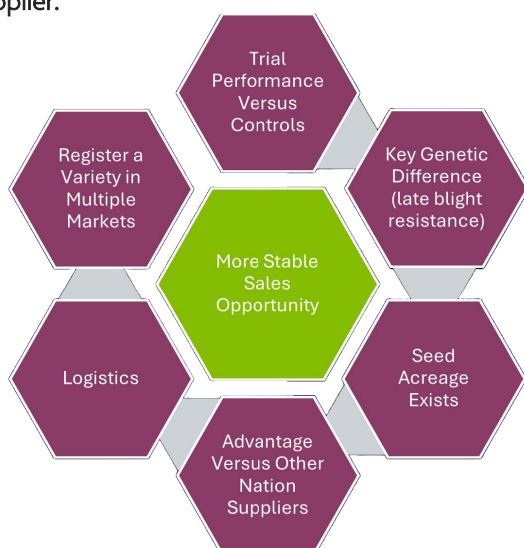 plier.
Trial
Performance
Versus
Controls
Key Genetic
Difference
(late blight
resistance)
Seed
Acreage
Exists
Advantage
Versus Other
Nation
Suppliers
Logistics
Register a
Variety in
Multiple
Markets
More Stable
Sales
Opportunity